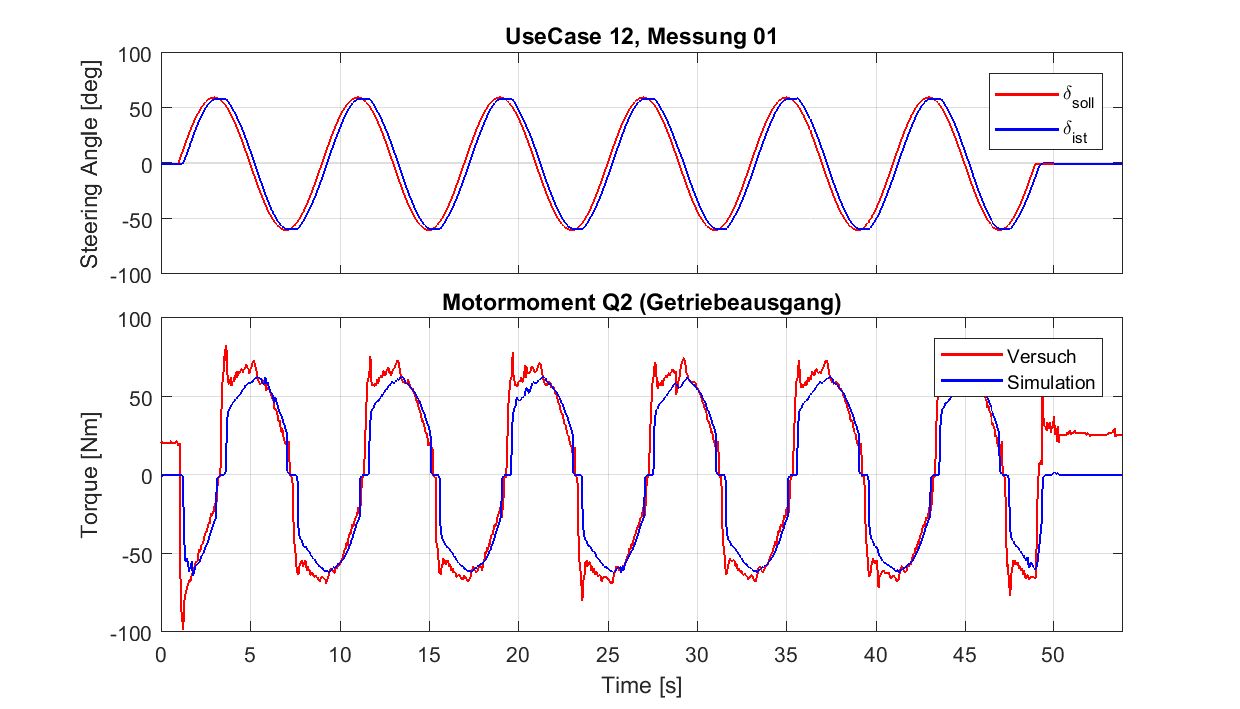 UseCase 12, Messung 01
100
50
0
-50
-100
Steering Angle [deg]
δsoll
δist
Motormoment Q2 (Getriebeausgang)
100
50
0
-50
-100
Torque [Nm]
Versuch
Simulation
0 5 10 15 20 25 30 35 40 45 50
Time [s]